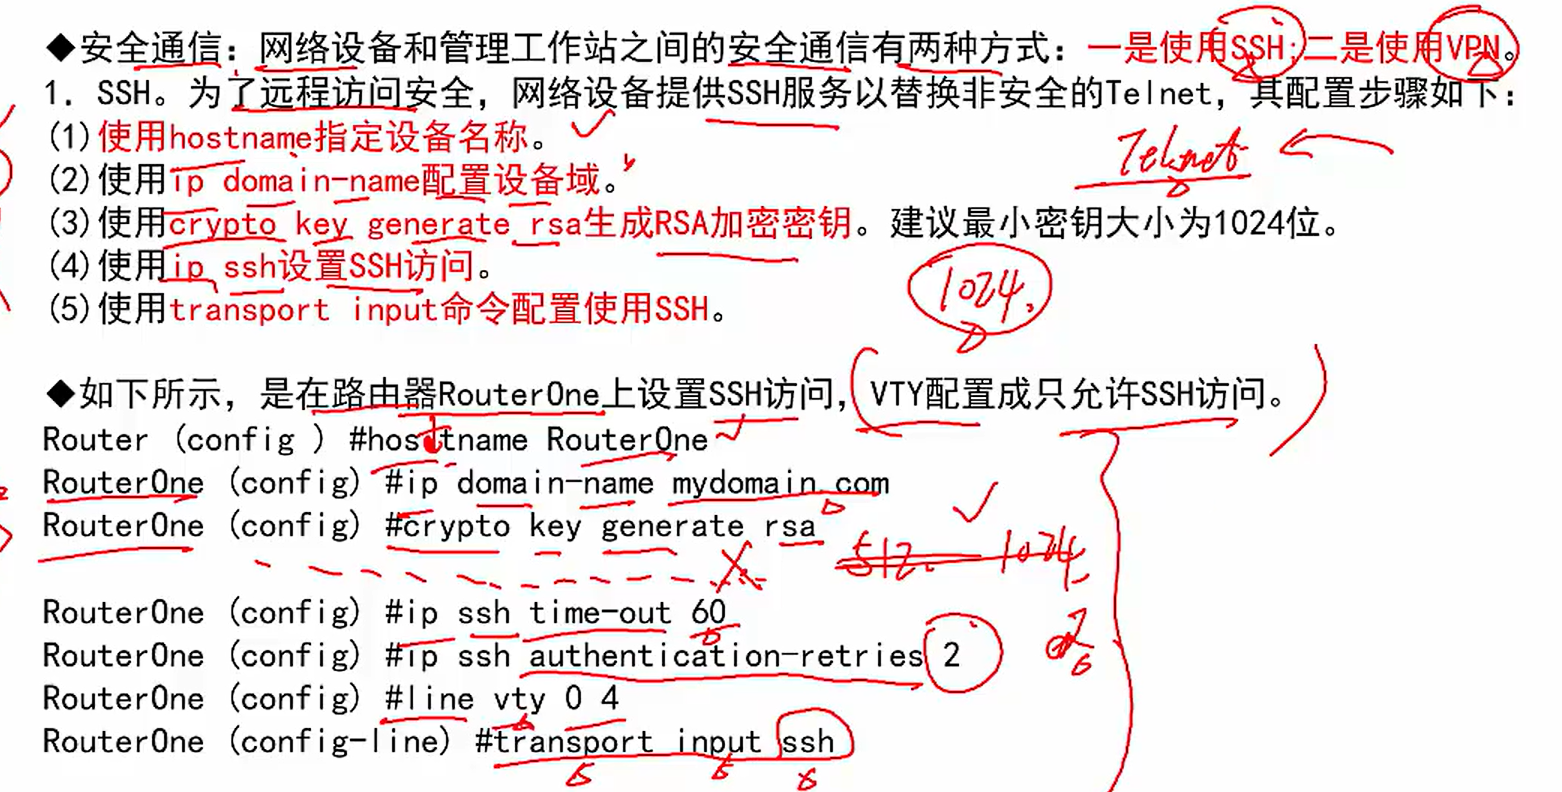 ◆安全通信：网络设备和管理工作站之间的安全通信有两种方式：一是使用SSH;二是使用VPN。
1. SSH。为了远程访问安全，网络设备提供SSH服务以替换非安全的Telnet，其配置步骤如下：
(1)使用hostname指定设备名称。
Telnet
(2)使用ip domain-name配置设备域。
(3)使用crypto key generate rsa生成RSA加密密钥。建议最小密钥大小为1024位。
(4)使用ip ssh设置SSH访问。
1024.
(5)使用transport input命令配置使用SSH。
◆如下所示，是在路由器RouterOne上设置SSH访问，VTY配置成只允许SSH访问。
Router (config ) #hostname RouterOne
RouterOne (config) #ip domain-name mydomain.com
RouterOne (config) #crypto key generate rsa
512. 1024.
RouterOne (config) #ip ssh time-out 60
RouterOne (config) #ip ssh authentication-retries 2
RouterOne (config) #line vty 0 4
RouterOne (config-line) #transport input ssh